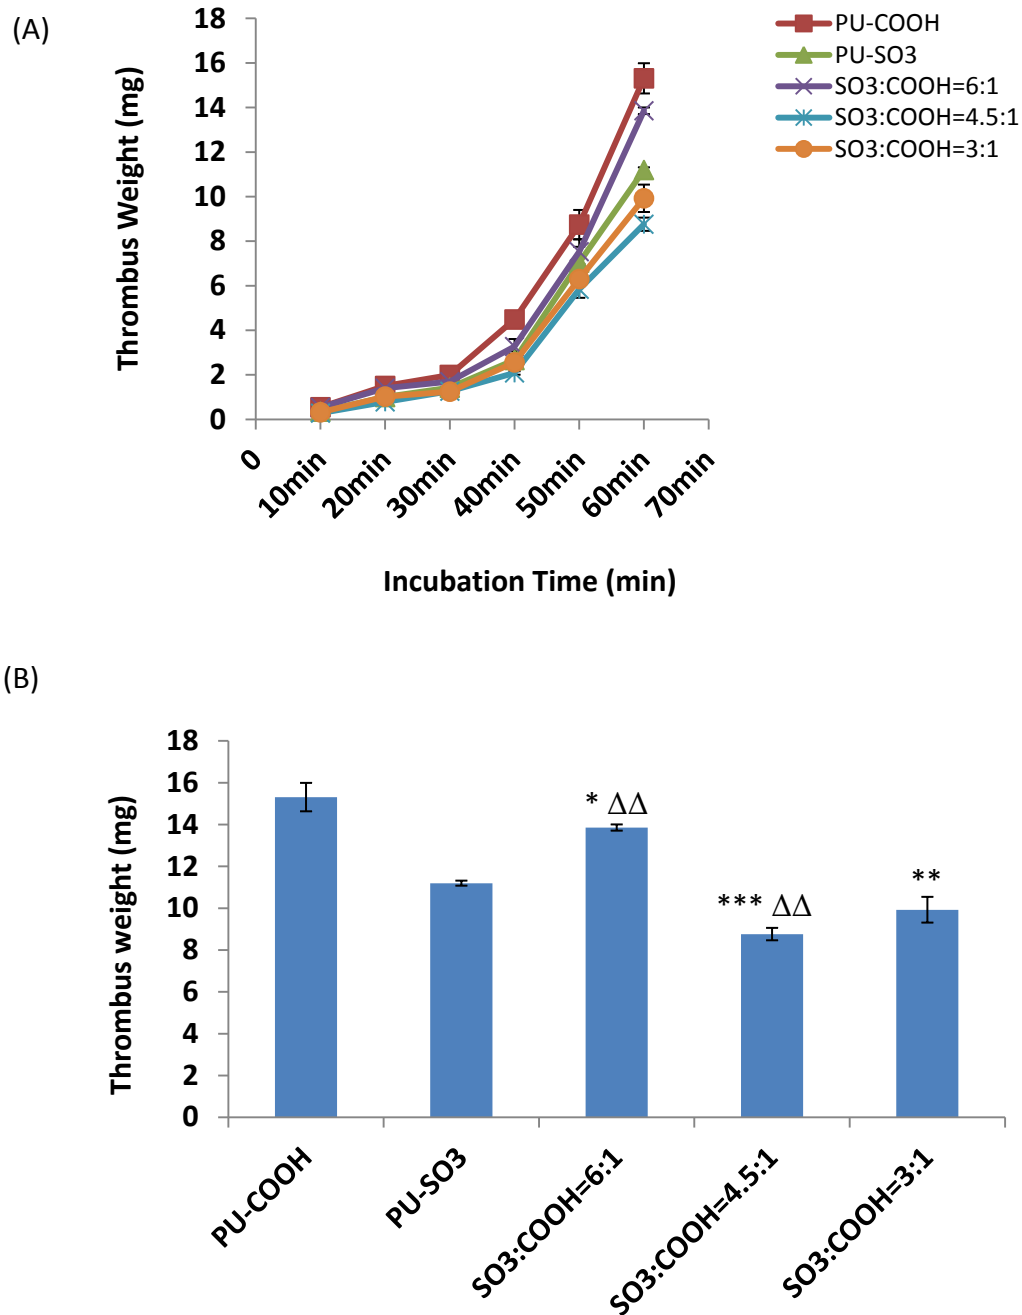 (A)
18
16
14
12
10
8
6
4
2
0
Thrombus Weight (mg)
0
10min
20min
30min
40min
50min
60min
70min
Incubation Time (min)
PU-COOH
PU-SO3
SO3:COOH=6:1
SO3:COOH=4.5:1
SO3:COOH=3:1
(B)
18
16
14
12
10
8
6
4
2
0
Thrombus weight (mg)
* ΔΔ
*** ΔΔ
**
PU-COOH
PU-SO3
SO3:COOH=6:1
SO3:COOH=4.5:1
SO3:COOH=3:1